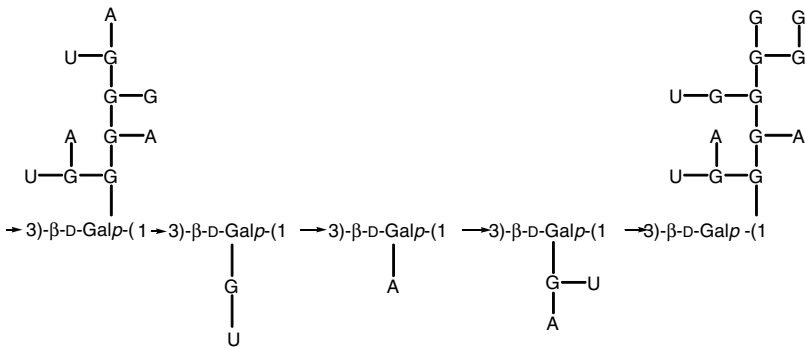 A G G
U G G G
G G U G G
A G A A G A
U G G U G G
→ 3)-β-D-Galp-(1 → 3)-β-D-Galp-(1 → 3)-β-D-Galp-(1 → 3)-β-D-Galp-(1 → 3)-β-D-Galp -(1
G A G U
A
U